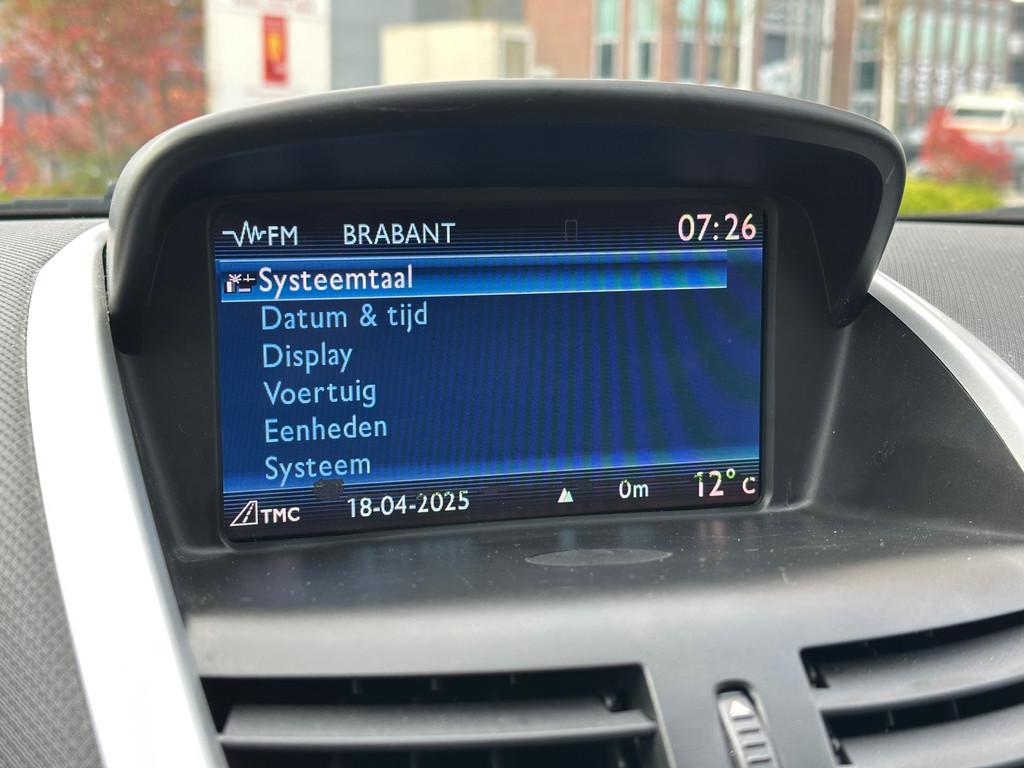 FM BRABANT 07:26
Systeemtaal
Datum & tijd
Display
Voertuig
Eenheden
Systeem
TMC 18-04-2025 0m 12°C